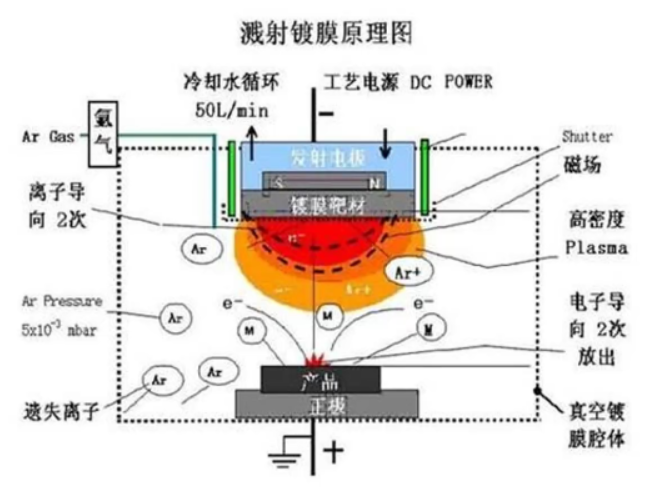 溅射镀膜原理图
冷却水循环
50L/min
工艺电源 DC POWER
-
Ar Gas
氩
气
发射电极
S
N
镀膜靶材
Shutter
磁场
离子导
向 2次
高密度
Plasma
Ar
Ar+
Ar Pressure
5x10⁻³ mbar
Ar
e-
e-
M
M
M
电子导
向 2次
放出
Ar
Ar
产品
正极
遗失离子
真空镀
膜腔体
+